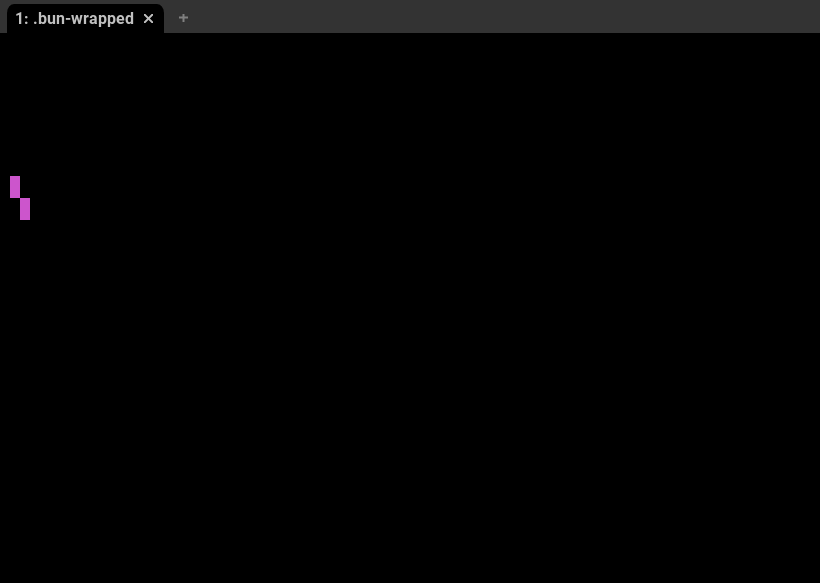 1: .bun-wrapped × +